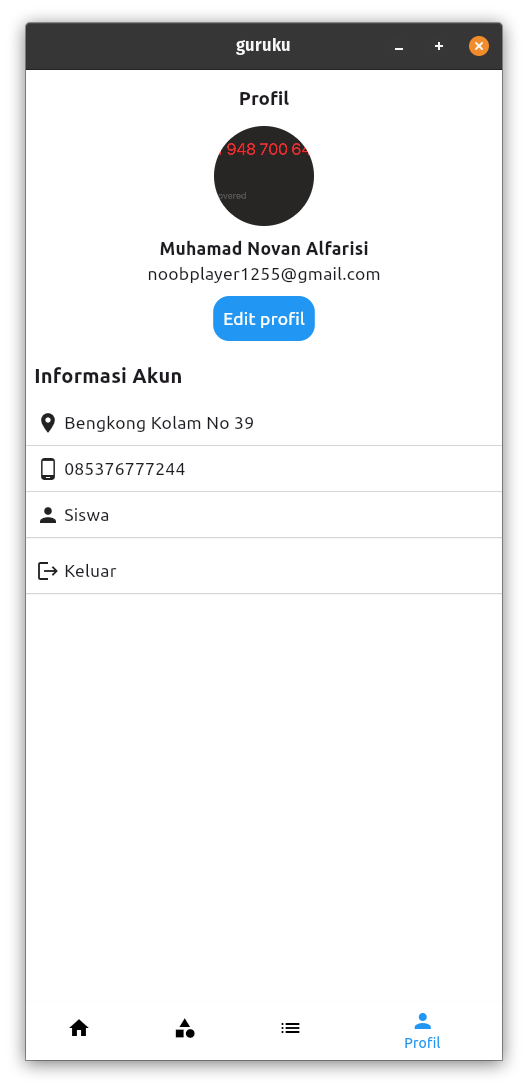 guruku
Profil
948 700 64
overed
Muhamad Novan Alfarisi
noobplayer1255@gmail.com
Edit profil
Informasi Akun
Bengkong Kolam No 39
085376777244
Siswa
Keluar
Profil